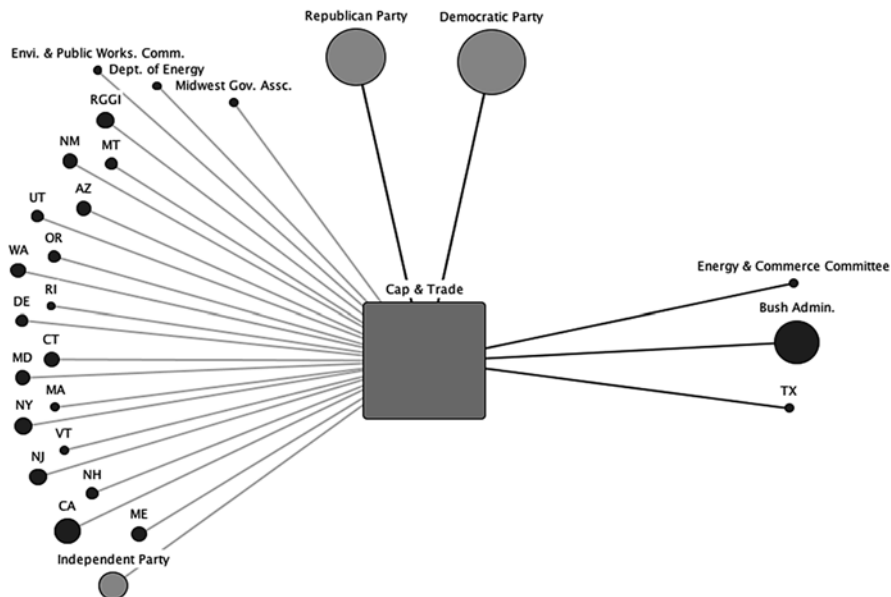 Republican Party
Democratic Party
Envi. & Public Works. Comm.
Dept. of Energy
Midwest Gov. Assc.
RGGI
NM
MT
AZ
UT
OR
WA
RI
DE
CT
MD
MA
NY
VT
NJ
NH
CA
ME
Independent Party
Cap & Trade
Energy & Commerce Committee
Bush Admin.
TX